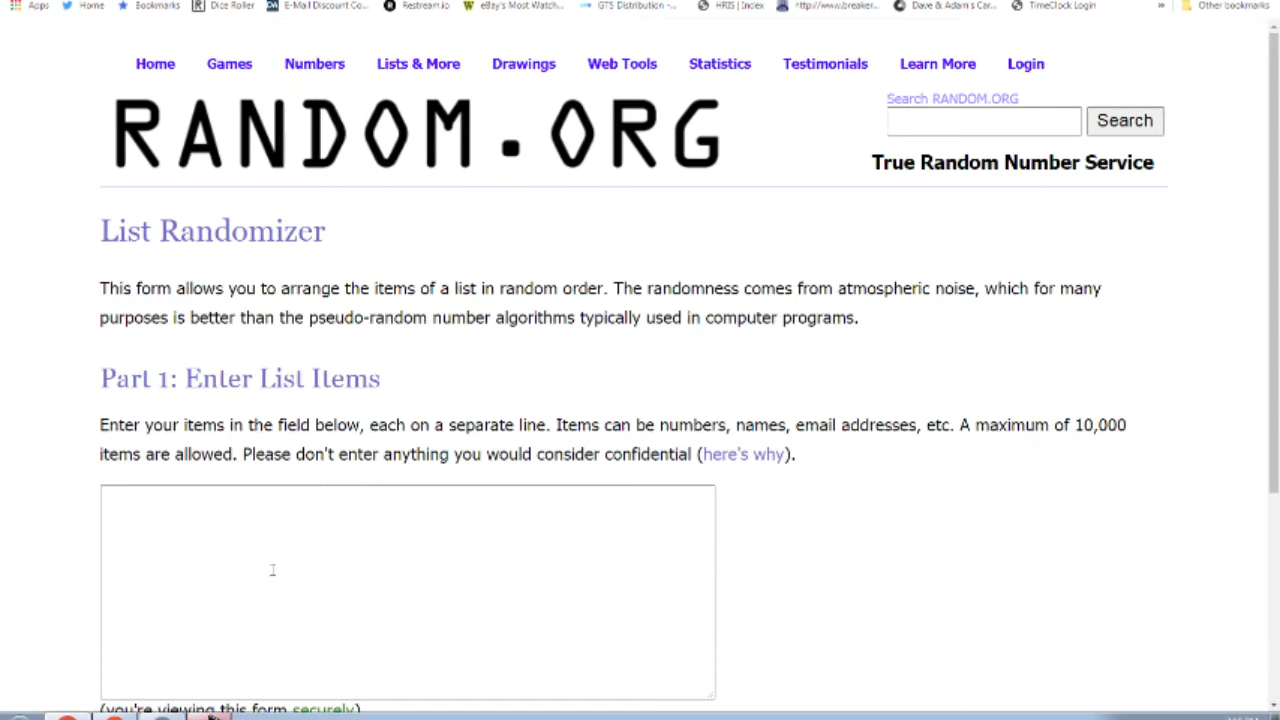 Apps Home Bookmarks Dice Roller E-Mail Discount Co... Restream.io eBay's Most Watch... GTS Distribution -... HRIS | Index http://www.breaker... Dave & Adam's Car... TimeClock Login » Other bookmarks
Home Games Numbers Lists & More Drawings Web Tools Statistics Testimonials Learn More Login
RANDOM.ORG
Search RANDOM.ORG
Search
True Random Number Service
List Randomizer
This form allows you to arrange the items of a list in random order. The randomness comes from atmospheric noise, which for many
purposes is better than the pseudo-random number algorithms typically used in computer programs.
Part 1: Enter List Items
Enter your items in the field below, each on a separate line. Items can be numbers, names, email addresses, etc. A maximum of 10,000
items are allowed. Please don't enter anything you would consider confidential (here's why).
(you're viewing this form securely)